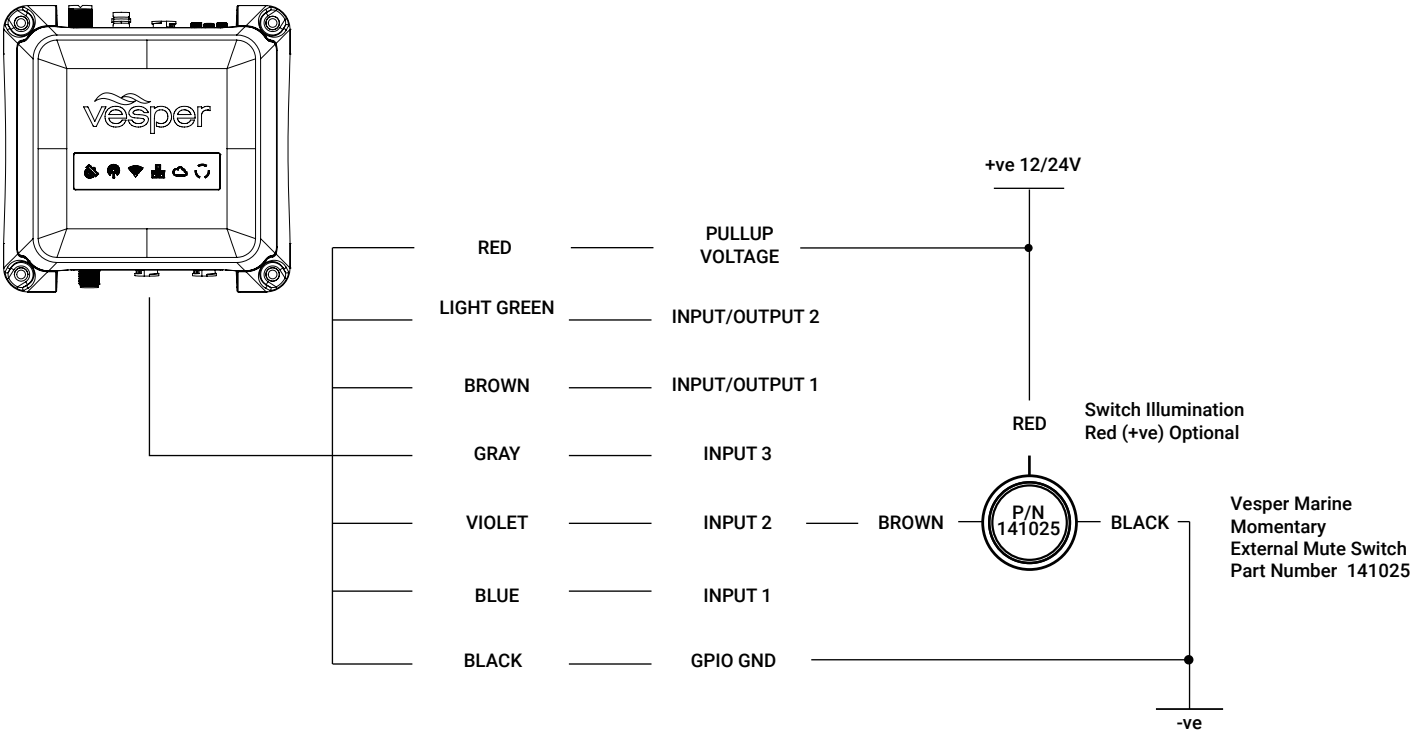 vesper
+ve 12/24V
RED
PULLUP
VOLTAGE
LIGHT GREEN
INPUT/OUTPUT 2
BROWN
INPUT/OUTPUT 1
RED
Switch Illumination
Red (+ve) Optional
GRAY
INPUT 3
VIOLET
INPUT 2
BROWN
P/N
141025
BLACK
Vesper Marine
Momentary
External Mute Switch
Part Number 141025
BLUE
INPUT 1
BLACK
GPIO GND
-ve